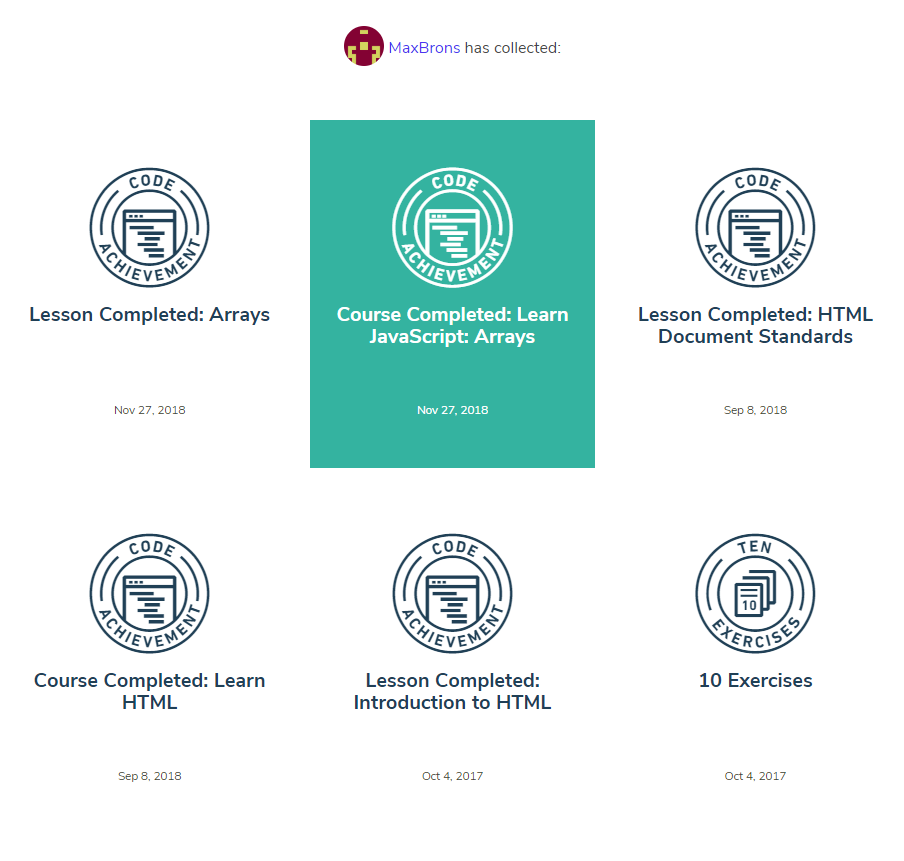 MaxBrons has collected:
CODE
ACHIEVEMENT
Lesson Completed: Arrays
Nov 27, 2018
CODE
ACHIEVEMENT
Course Completed: Learn
JavaScript: Arrays
Nov 27, 2018
CODE
ACHIEVEMENT
Lesson Completed: HTML
Document Standards
Sep 8, 2018
CODE
ACHIEVEMENT
Course Completed: Learn
HTML
Sep 8, 2018
CODE
ACHIEVEMENT
Lesson Completed:
Introduction to HTML
Oct 4, 2017
TEN
10
EXERCISES
10 Exercises
Oct 4, 2017